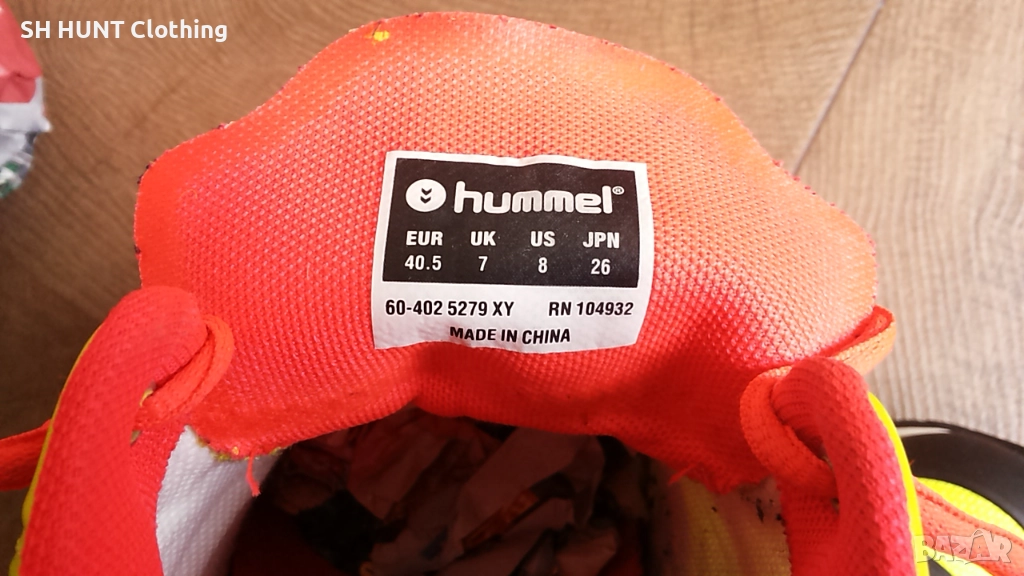 SH HUNT Clothing
hummel®
EUR UK US JPN
40.5 7 8 26
60-402 5279 XY RN 104932
MADE IN CHINA
BAZAR